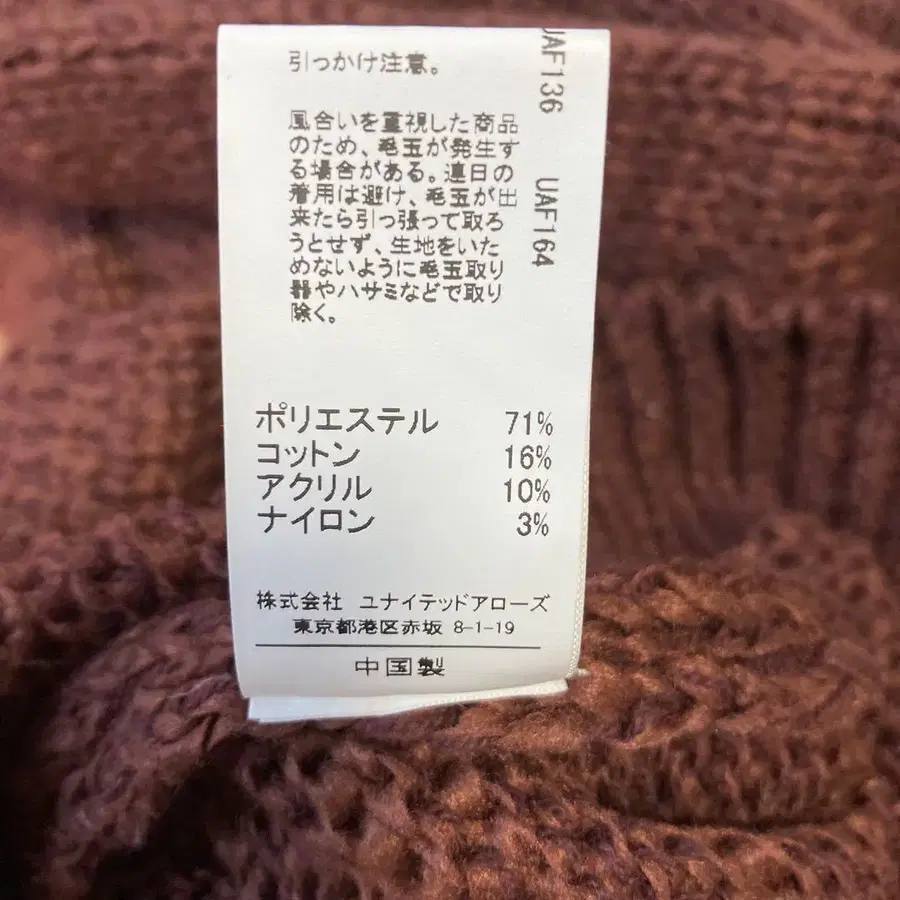 引っかけ注意。
風合いを重視した商品
のため、毛玉が発生す
る場合がある。連日の
着用は避け、毛玉が出
来たら引っ張って取ろ
うとせず、生地をいた
めないように毛玉取り
器やハサミなどで取り
除く。
ポリエステル 71%
コットン 16%
アクリル 10%
ナイロン 3%
株式会社 ユナイテッドアローズ
東京都港区赤坂 8-1-19
中国製
UAF136 UAF164